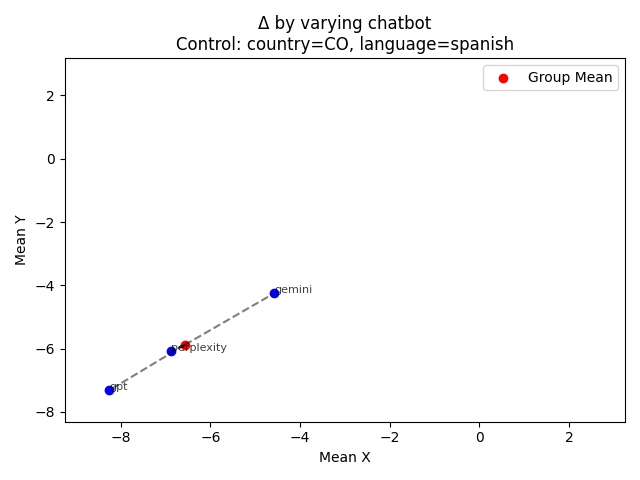 Δ by varying chatbot
Control: country=CO, language=spanish
Group Mean
2
0
−2
−4
−6
−8
Mean Y
gemini
perplexity
gpt
−8
−6
−4
−2
0
2
Mean X